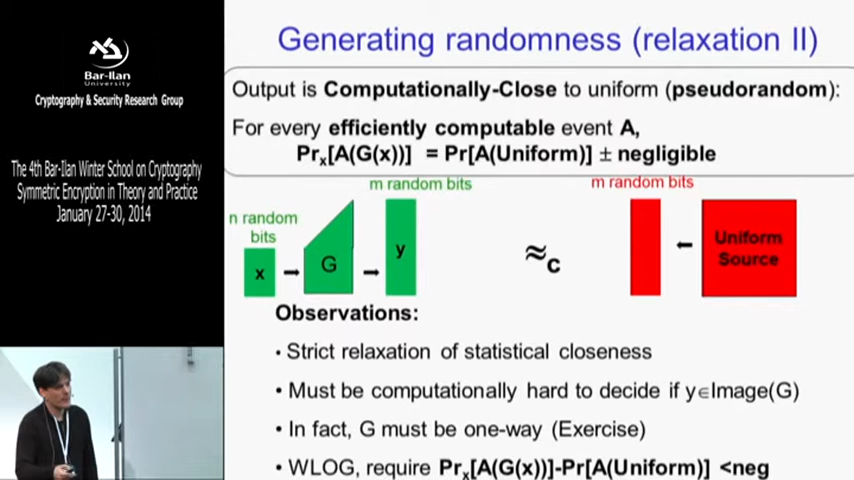 Generating randomness (relaxation II)
Bar-Ilan
University
Cryptography & Security Research Group
The 4th Bar-Ilan Winter School on Cryptography
Symmetric Encryption in Theory and Practice
January 27-30, 2014
Output is Computationally-Close to uniform (pseudorandom):
For every efficiently computable event A,
Prₓ[A(G(x))] = Pr[A(Uniform)] ± negligible
m random bits
m random bits
n random
bits
x
G
y
≈c
Uniform
Source
Observations:
• Strict relaxation of statistical closeness
• Must be computationally hard to decide if y∈Image(G)
• In fact, G must be one-way (Exercise)
• WLOG, require Prₓ[A(G(x))]-Pr[A(Uniform)] <neg